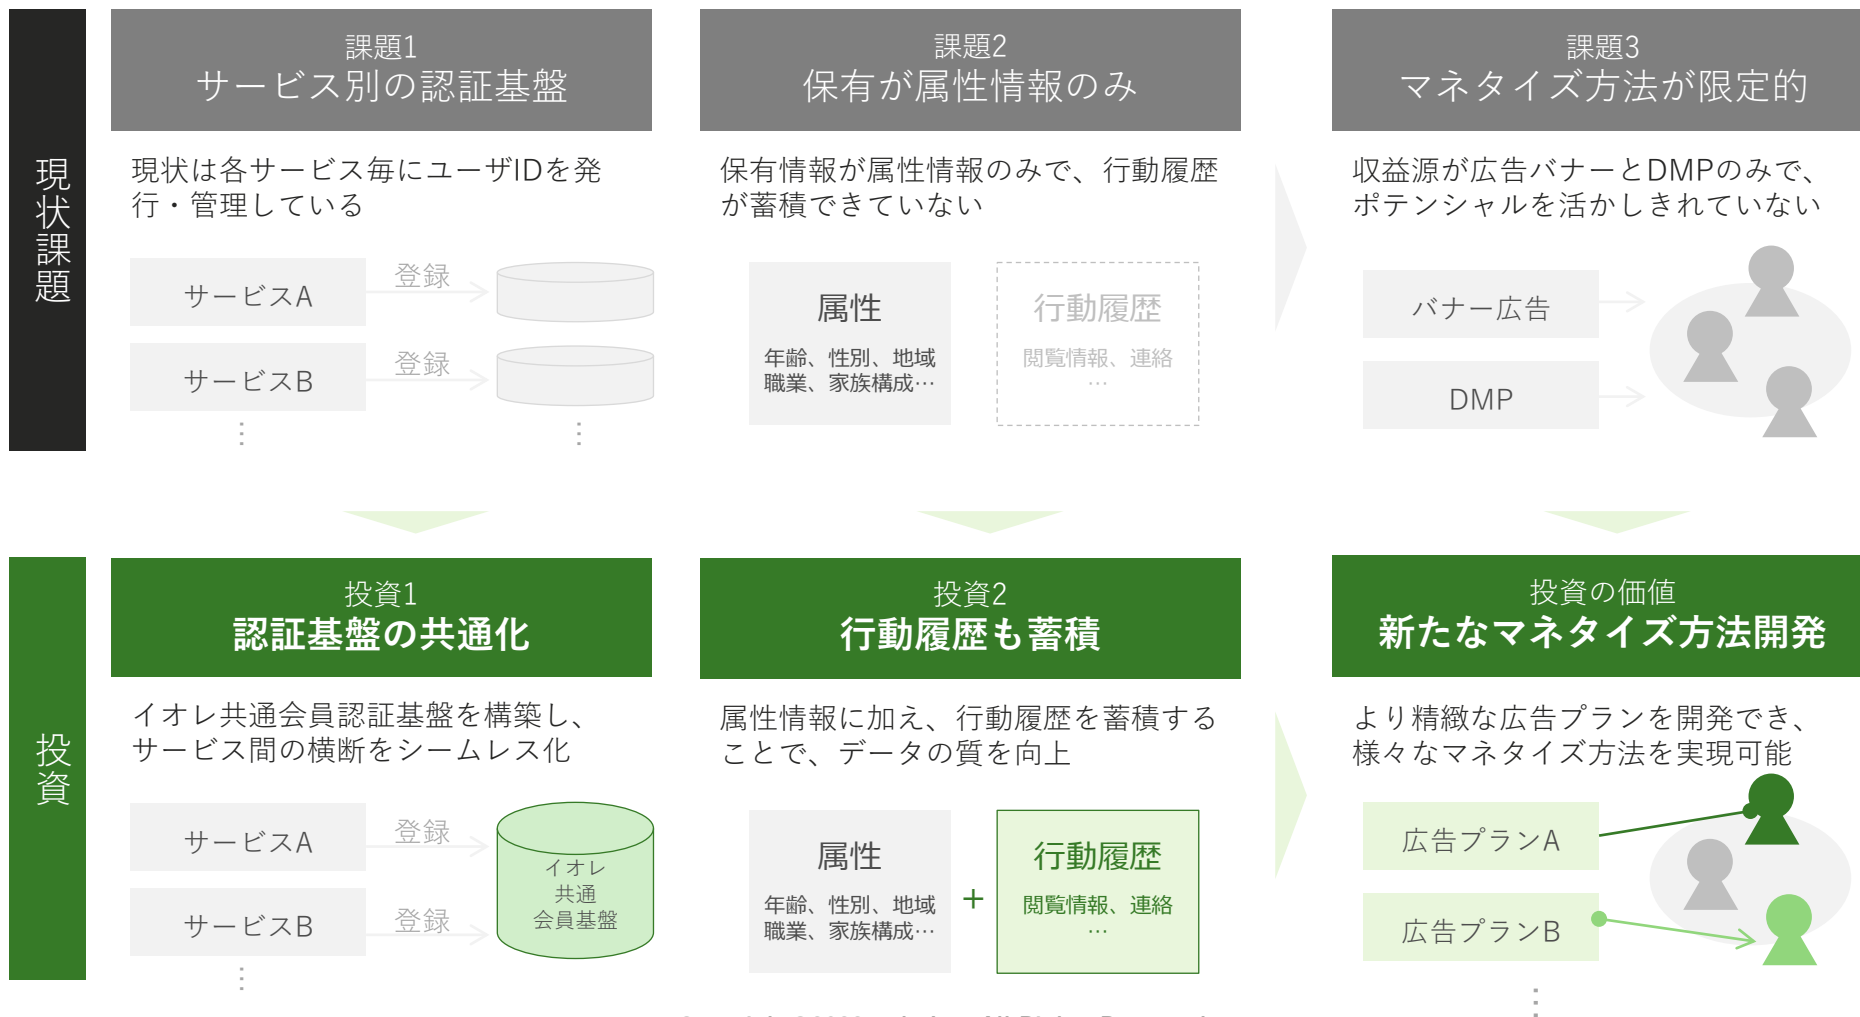 現状課題
課題1
サービス別の認証基盤
現状は各サービス毎にユーザIDを発
行・管理している
サービスA
登録
サービスB
登録
⋮
⋮
課題2
保有が属性情報のみ
保有情報が属性情報のみで、行動履歴
が蓄積できていない
属性
年齢、性別、地域
職業、家族構成…
行動履歴
閲覧情報、連絡
…
課題3
マネタイズ方法が限定的
収益源が広告バナーとDMPのみで、
ポテンシャルを活かしきれていない
バナー広告
DMP
投資
投資1
認証基盤の共通化
イオレ共通会員認証基盤を構築し、
サービス間の横断をシームレス化
サービスA
登録
サービスB
登録
⋮
イオレ
共通
会員基盤
投資2
行動履歴も蓄積
属性情報に加え、行動履歴を蓄積する
ことで、データの質を向上
属性
年齢、性別、地域
職業、家族構成…
+
行動履歴
閲覧情報、連絡
…
投資の価値
新たなマネタイズ方法開発
より精緻な広告プランを開発でき、
様々なマネタイズ方法を実現可能
広告プランA
広告プランB
⋮